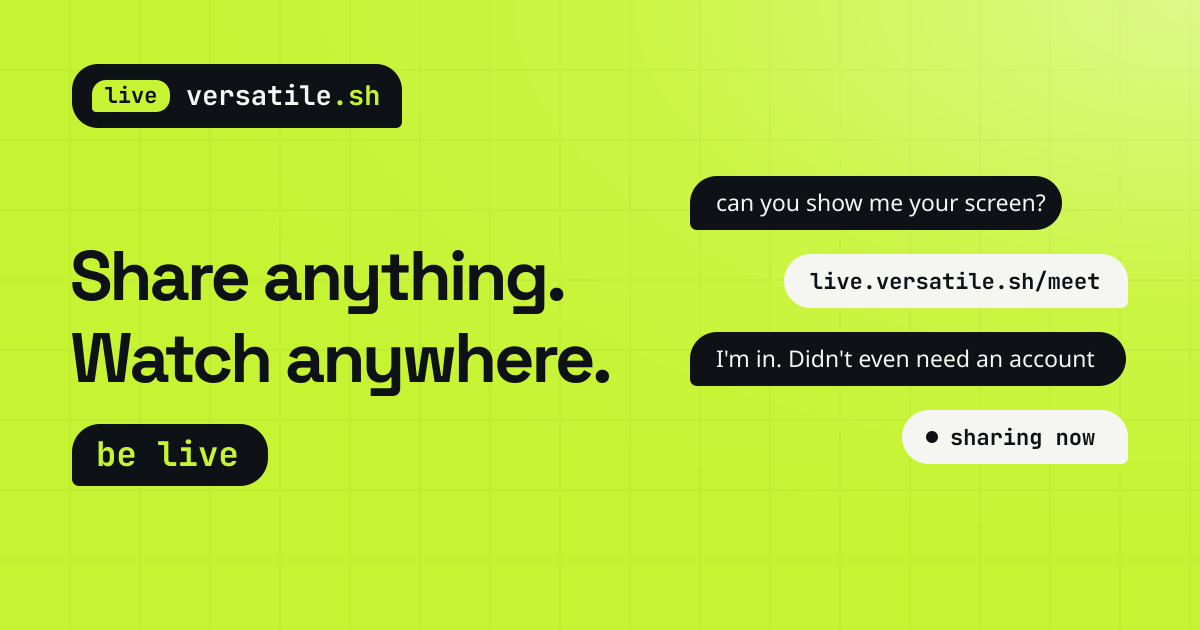 live versatile.sh
Share anything.
Watch anywhere.
be live
can you show me your screen?
live.versatile.sh/meet
I'm in. Didn't even need an account
sharing now